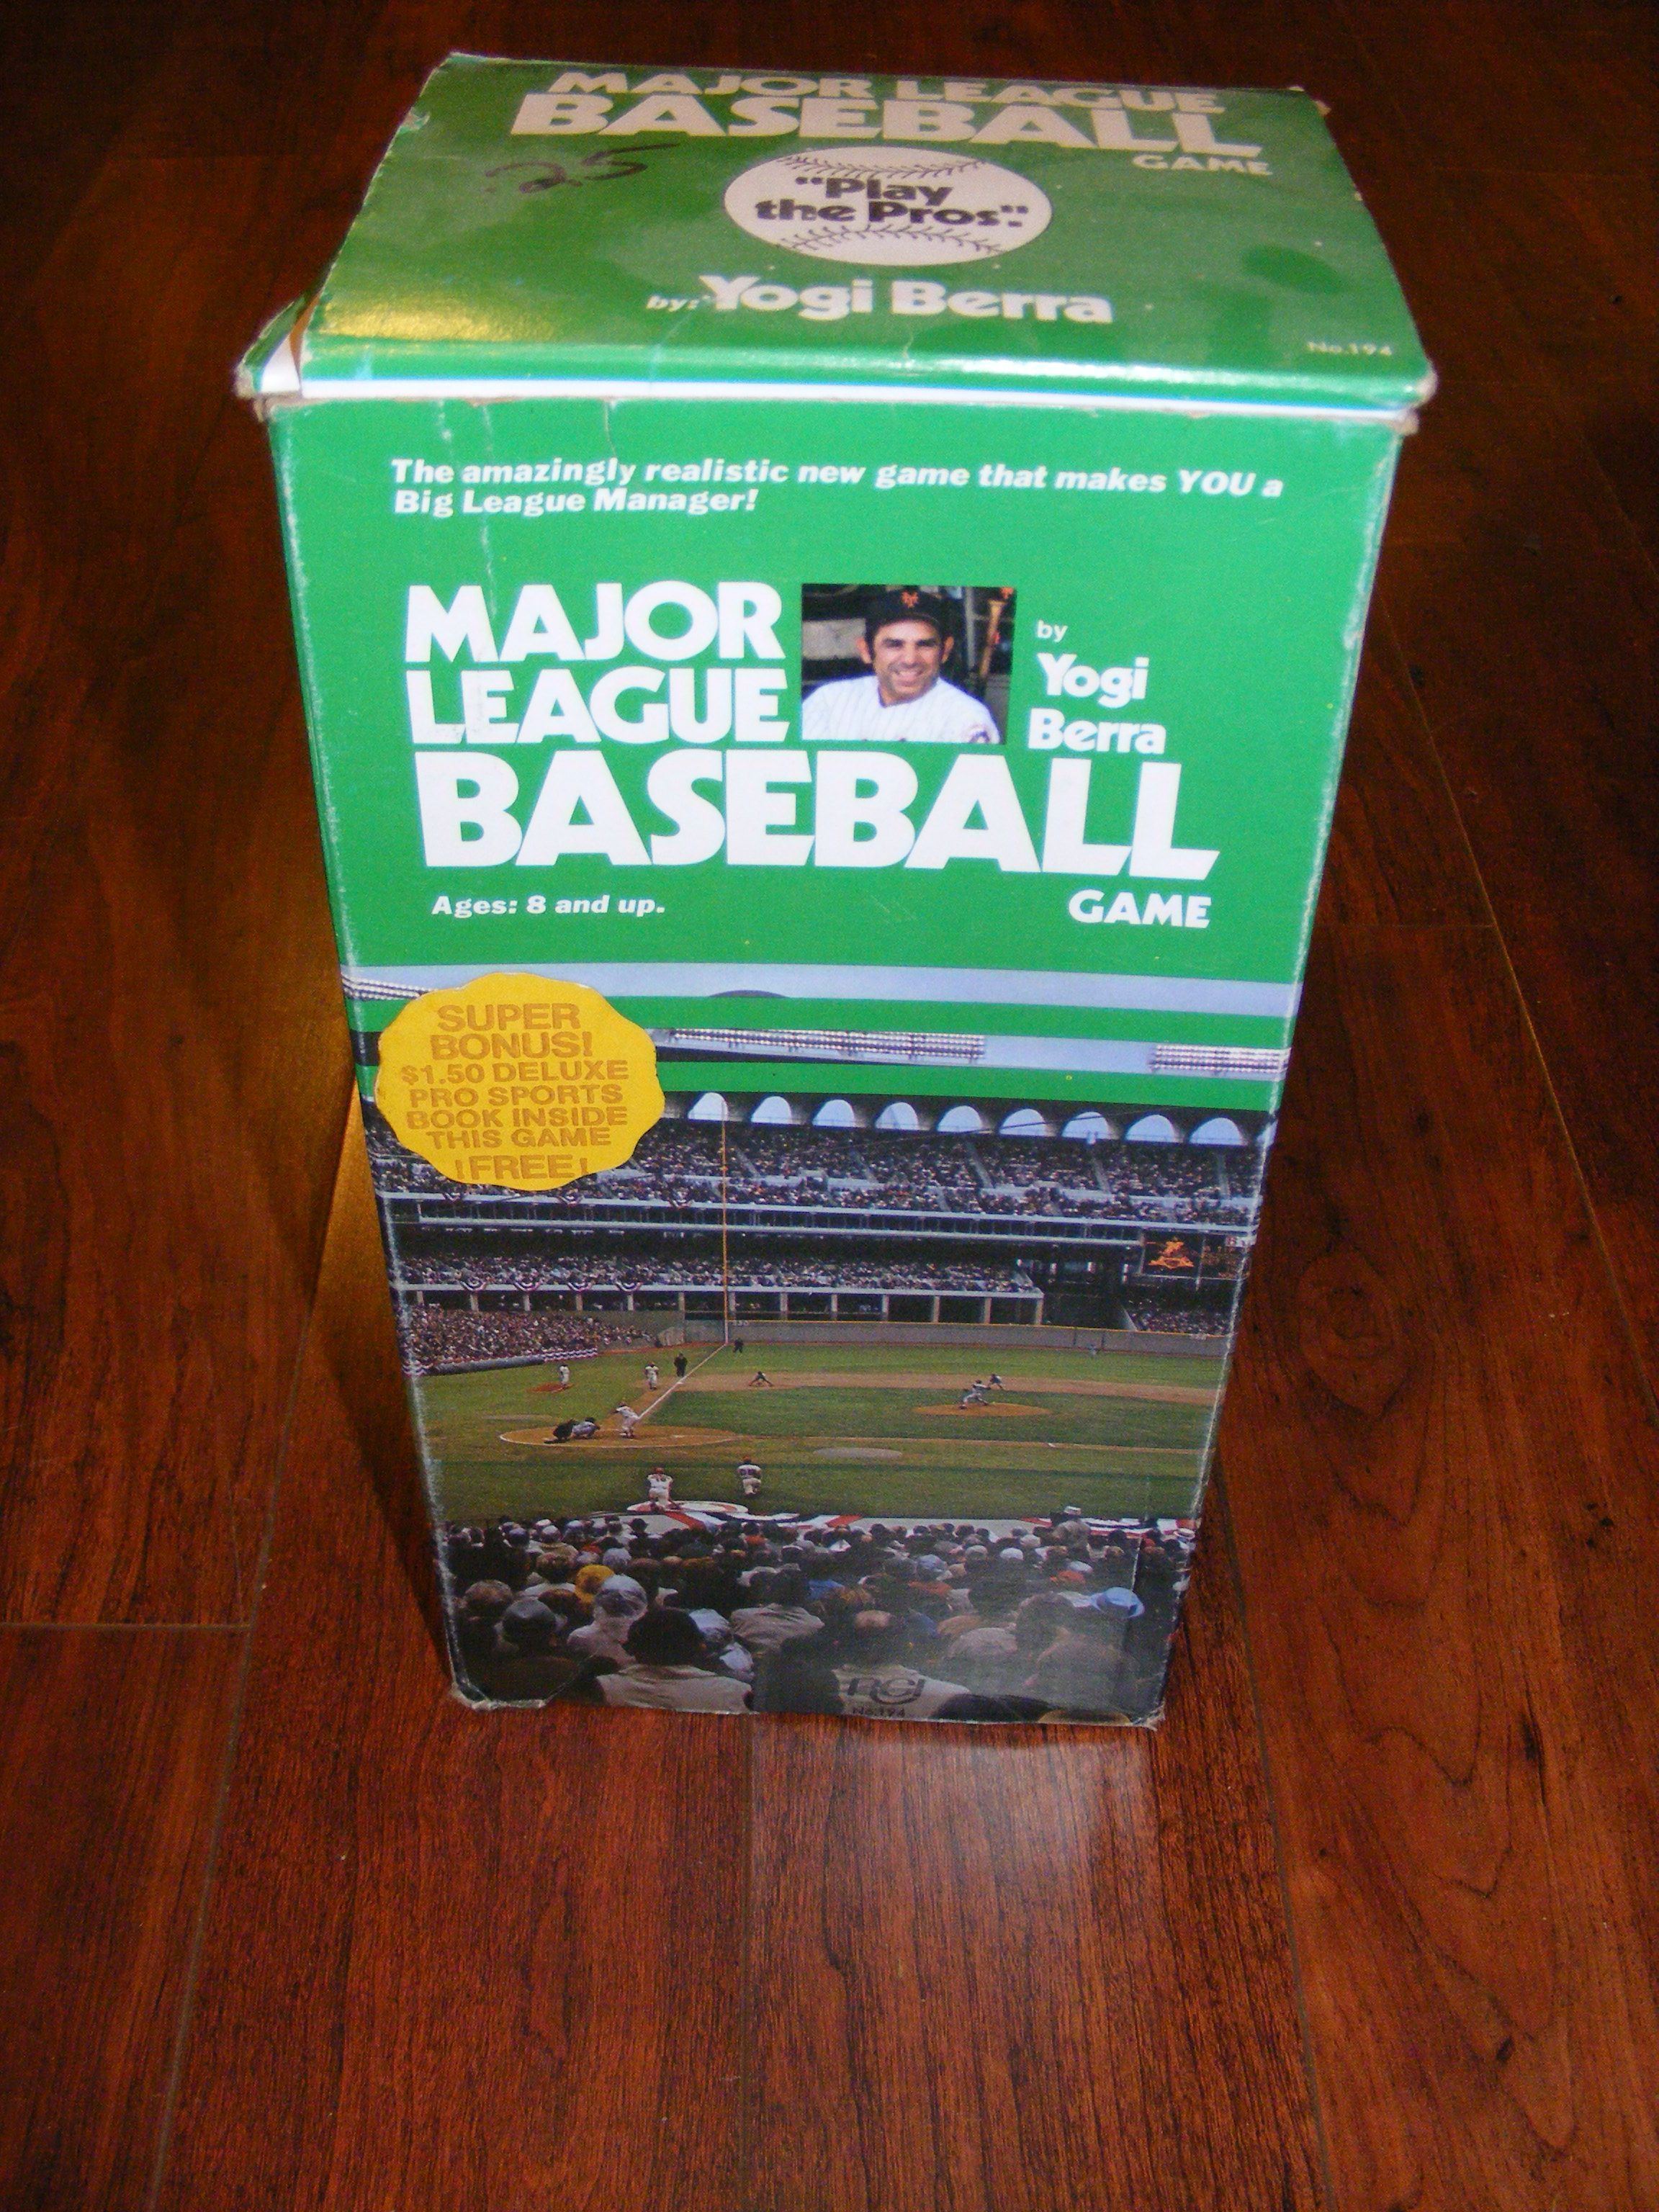 MAJOR LEAGUE
BASEBALL
GAME
.25
"Play
the Pros"
by: Yogi Berra
No.194
The amazingly realistic new game that makes YOU a
Big League Manager!
MAJOR
LEAGUE
by
Yogi
Berra
BASEBALL
Ages: 8 and up.
GAME
SUPER
BONUS!
$1.50 DELUXE
PRO SPORTS
BOOK INSIDE
THIS GAME
!FREE!
No.194